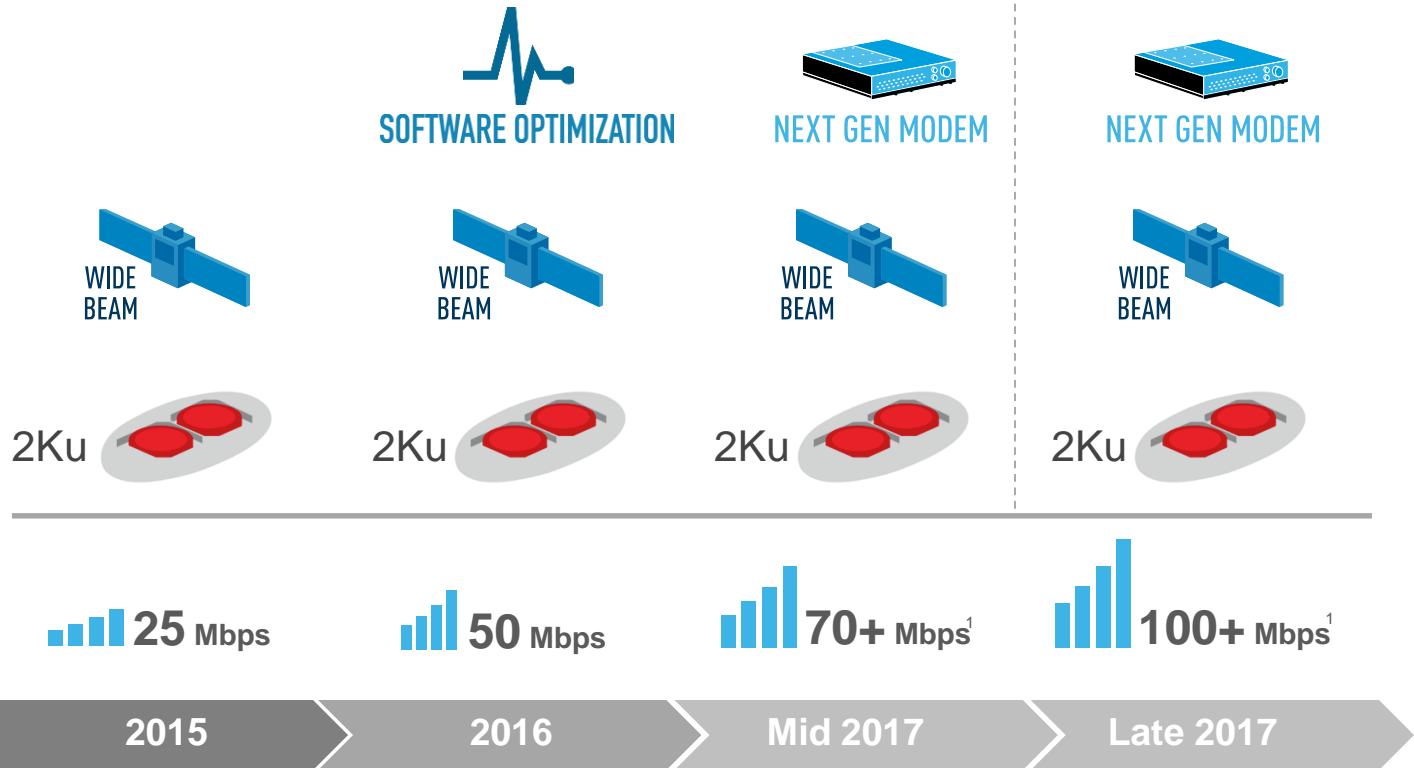 SOFTWARE OPTIMIZATION
NEXT GEN MODEM
NEXT GEN MODEM
WIDE
BEAM
WIDE
BEAM
WIDE
BEAM
WIDE
BEAM
2Ku
2Ku
2Ku
2Ku
25 Mbps
50 Mbps
70+ Mbps1
100+ Mbps1
2015
2016
Mid 2017
Late 2017